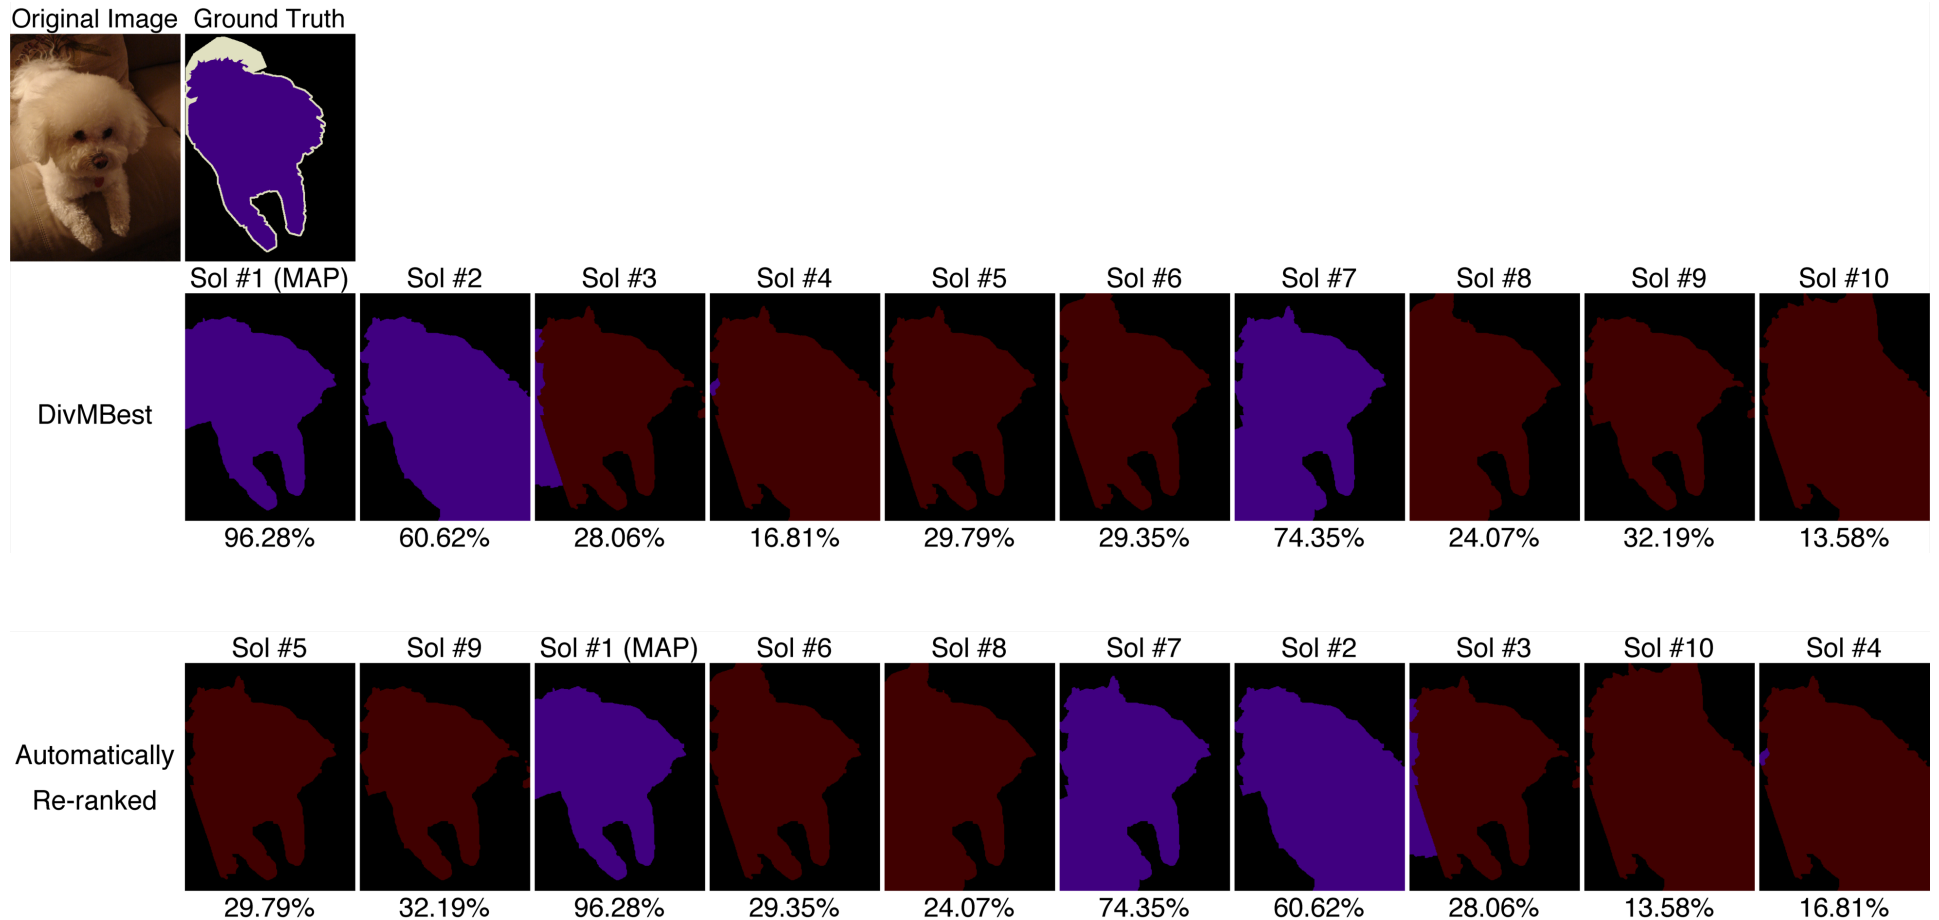 Original Image Ground Truth
Sol #1 (MAP) Sol #2 Sol #3 Sol #4 Sol #5 Sol #6 Sol #7 Sol #8 Sol #9 Sol #10
DivMBest
96.28% 60.62% 28.06% 16.81% 29.79% 29.35% 74.35% 24.07% 32.19% 13.58%
Sol #5 Sol #9 Sol #1 (MAP) Sol #6 Sol #8 Sol #7 Sol #2 Sol #3 Sol #10 Sol #4
Automatically
Re-ranked
29.79% 32.19% 96.28% 29.35% 24.07% 74.35% 60.62% 28.06% 13.58% 16.81%